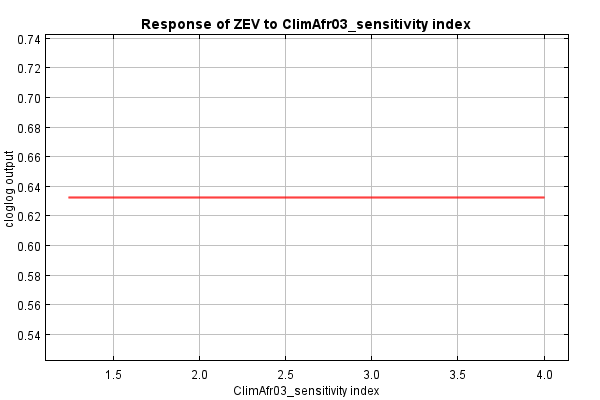 Response of ZEV to ClimAfr03_sensitivity index
0.74
0.72
0.70
0.68
0.66
0.64
0.62
0.60
0.58
0.56
0.54
cloglog output
1.5 2.0 2.5 3.0 3.5 4.0
ClimAfr03_sensitivity index